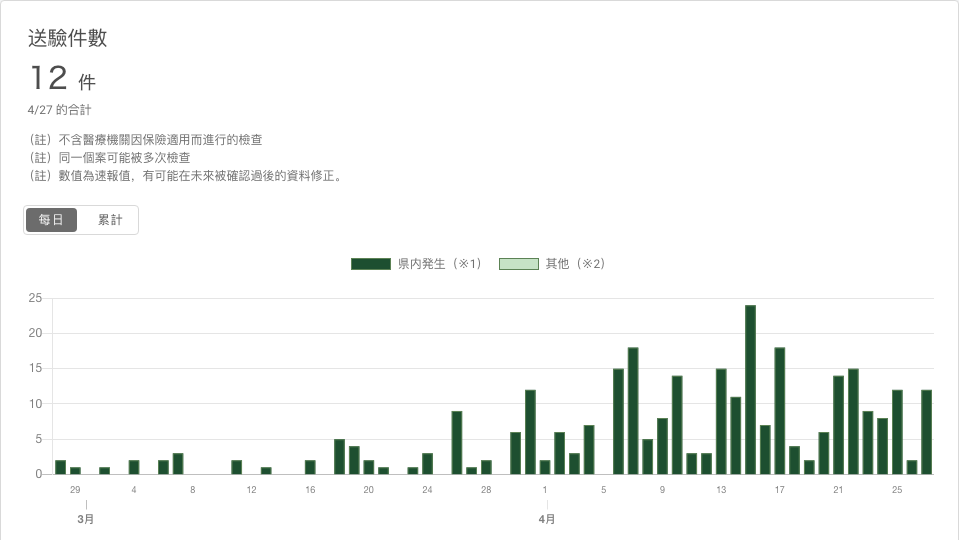 送驗件數
12 件
4/27 的合計
（註）不含醫療機關因保險適用而進行的檢查
（註）同一個案可能被多次檢查
（註）數值為速報值，有可能在未來被確認過後的資料修正。
每日 累計
県内発生（※1） 其他（※2）
25
20
15
10
5
0
29 4 8 12 16 20 24 28 1 5 9 13 17 21 25
3月 4月